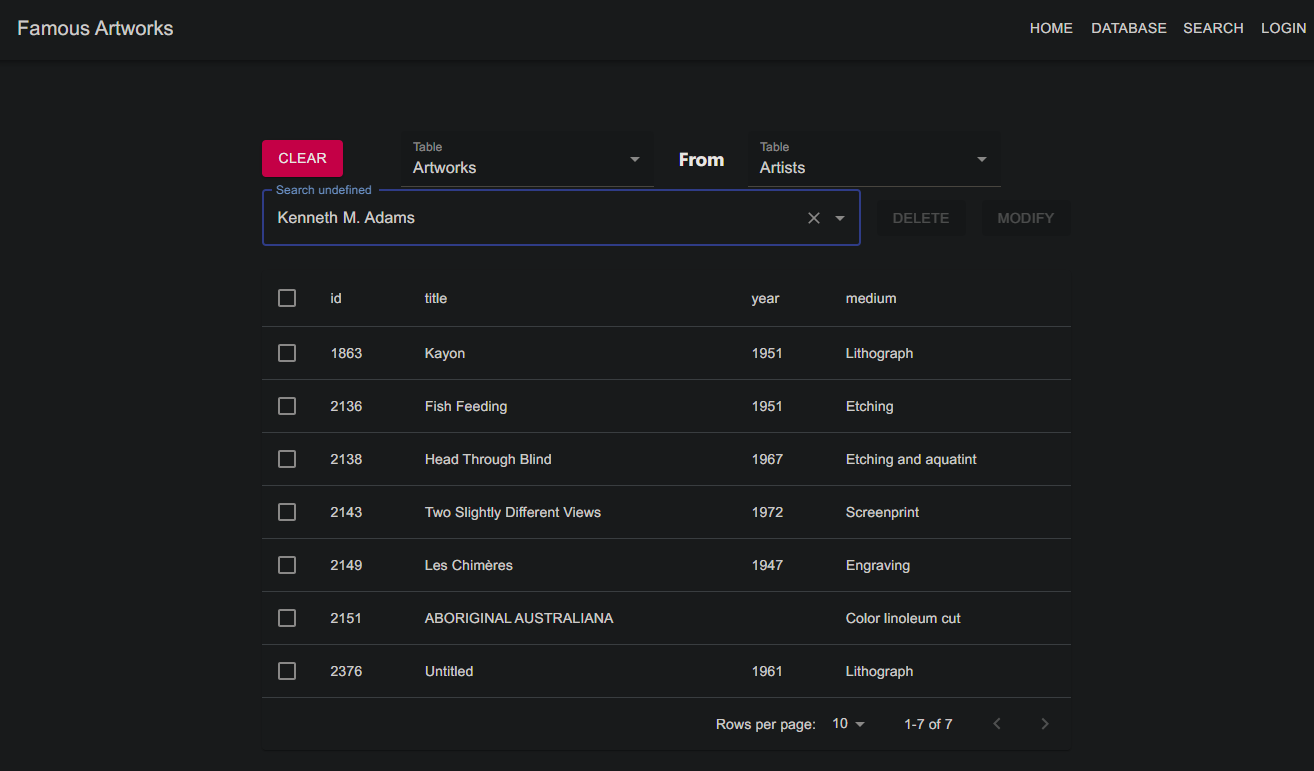 Famous Artworks HOME DATABASE SEARCH LOGIN
CLEAR
Table
Artworks
From
Table
Artists
Search undefined
Kenneth M. Adams
DELETE MODIFY
id title year medium
1863 Kayon 1951 Lithograph
2136 Fish Feeding 1951 Etching
2138 Head Through Blind 1967 Etching and aquatint
2143 Two Slightly Different Views 1972 Screenprint
2149 Les Chimères 1947 Engraving
2151 ABORIGINAL AUSTRALIANA Color linoleum cut
2376 Untitled 1961 Lithograph
Rows per page: 10 1-7 of 7